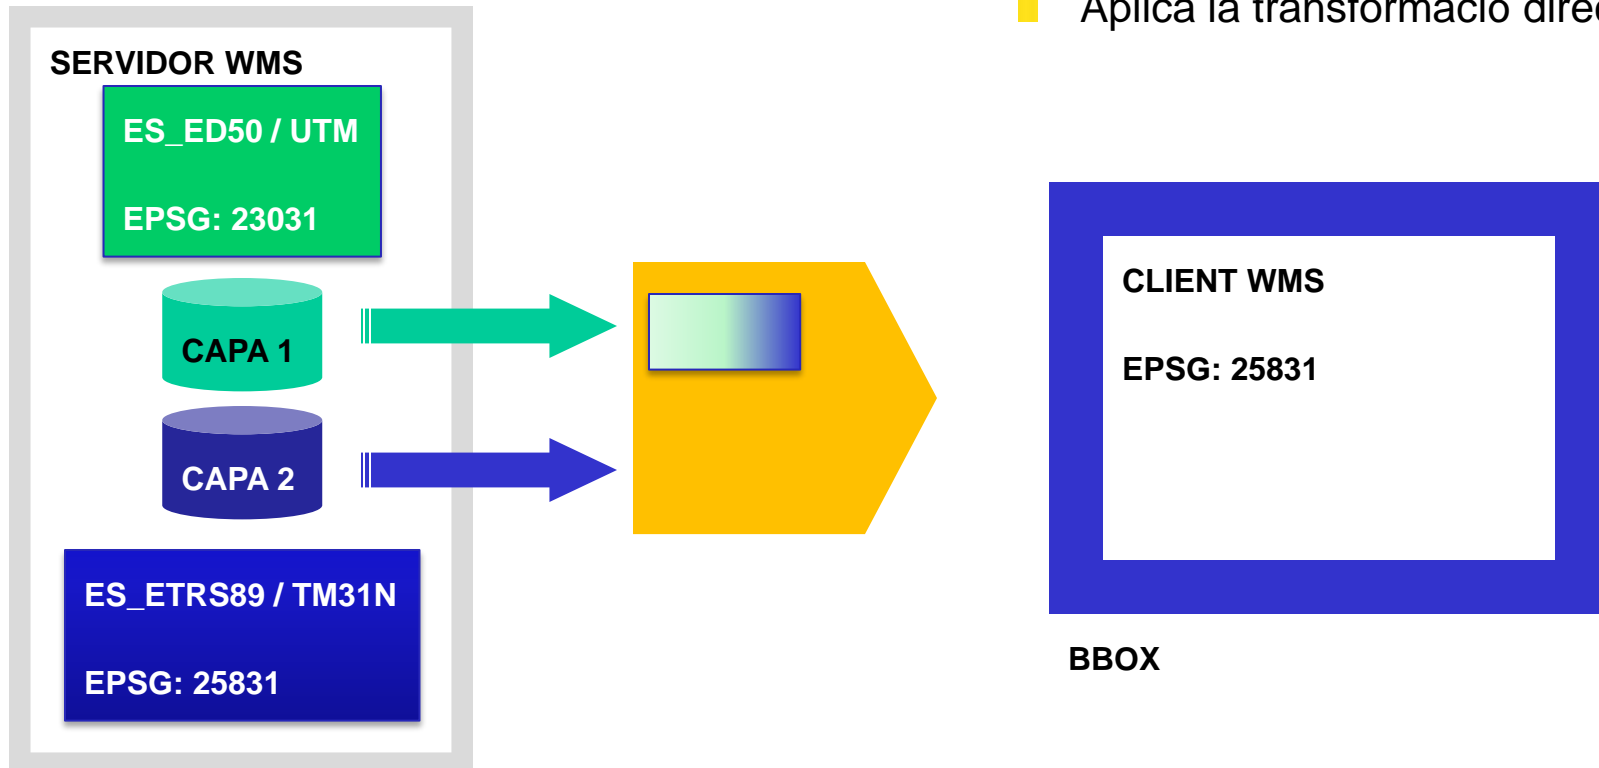 Aplica la transformació
SERVIDOR WMS
ES_ED50 / UTM
EPSG: 23031
CAPA 1
CAPA 2
ES_ETRS89 / TM31N
EPSG: 25831
CLIENT WMS
EPSG: 25831
BBOX